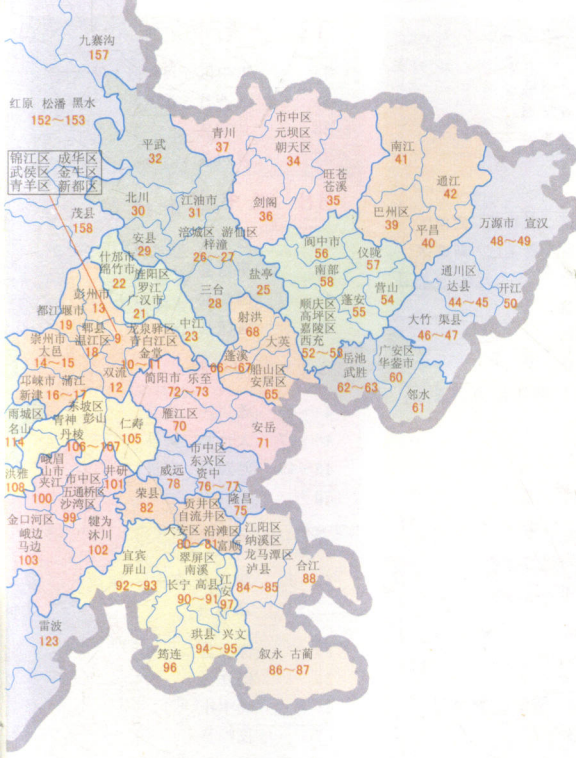 九寨沟
157
红原 松潘 黑水
152～153
锦江区 成华区
武侯区 金牛区
青羊区 新都区
平武
32
青川
37
市中区
元坝区
朝天区
34
旺苍
苍溪
35
剑阁
36
南江
41
通江
42
巴州区
39
平昌
40
万源市 宣汉
48～49
茂县
158
北川
30
江油市
31
安县
29
涪城区 游仙区
梓潼
26～27
盐亭
25
三台
28
什邡市
绵竹市
22
旌阳区
罗江
广汉市
21
中江
23
阆中市
56
仪陇
57
南部
58
营山
54
蓬安
55
顺庆区
高坪区
嘉陵区
西充
52～53
通川区
达县
44～45
开江
50
大竹 渠县
46～47
岳池
武胜
62～63
广安区
华蓥市
60
邻水
61
彭州市
13
都江堰市
19
郫县
温江区
18
9
龙泉驿区
青白江区
金堂
10～11
崇州市
大邑
14～15
邛崃市 蒲江
新津 16～17
双流
12
射洪
68
大英
蓬溪
66～67
船山区
安居区
65
简阳市 乐至
72～73
雁江区
70
安岳
71
雨城区
名山
114
东坡区
青神 彭山
丹棱
106～107
仁寿
105
洪雅
108
峨眉
山市
夹江
100
市中区
五通桥区
沙湾区
99
井研
101
犍为
沐川
102
金口河区
峨边
马边
103
威远
78
市中区
东兴区
资中
76～77
隆昌
75
荣县
82
贡井区
自流井区
大安区 沿滩区
80～81 富顺
江阳区
纳溪区
龙马潭区
泸县
84～85
合江
88
宜宾
屏山
92～93
翠屏区
南溪
长宁 高县
90～91
江安
97
珙县 兴文
94～95
筠连
96
叙永 古蔺
86～87
雷波
123